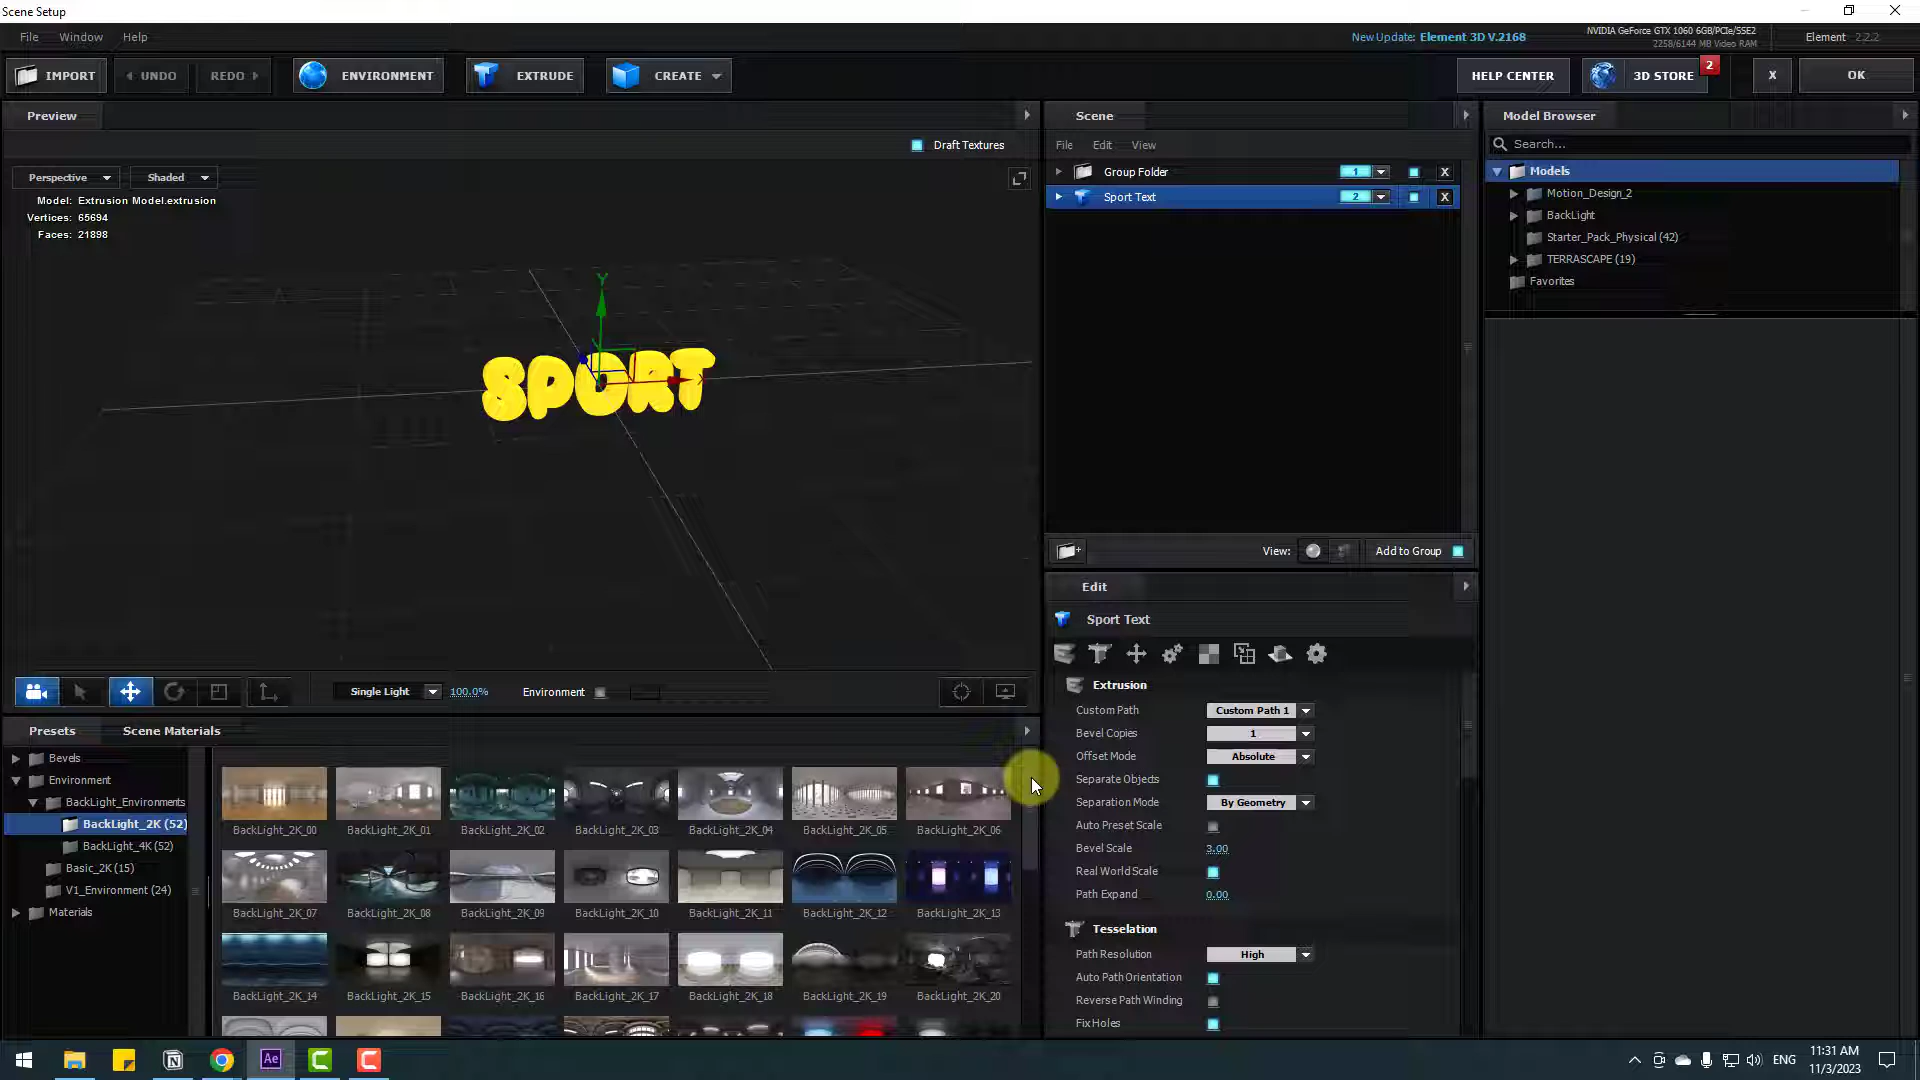 Scene Setup
File Window Help
New Update: Element 3D V.2168
NVIDIA GeForce GTX 1060 6GB/PCIe/SSE2
2258/6144 MB Video RAM
Element 2.2.2
IMPORT
UNDO
REDO
ENVIRONMENT
EXTRUDE
CREATE
HELP CENTER
3D STORE
2
X
OK
Preview
Draft Textures
Perspective
Shaded
Model: Extrusion Model.extrusion
Vertices: 65694
Faces: 21898
Y
SPORT
X
Single Light
100.0%
Environment
Scene
File Edit View
Group Folder 1 X
Sport Text 2 X
View:
Add to Group
Model Browser
Search...
Models
Motion_Design_2
BackLight
Starter_Pack_Physical (42)
TERRASCAPE (19)
Favorites
Edit
Sport Text
Extrusion
Custom Path Custom Path 1
Bevel Copies 1
Offset Mode Absolute
Separate Objects
Separation Mode By Geometry
Auto Preset Scale
Bevel Scale 3.00
Real World Scale
Path Expand 0.00
Tesselation
Path Resolution High
Auto Path Orientation
Reverse Path Winding
Fix Holes
Presets
Scene Materials
Bevels
Environment
BackLight_Environments
BackLight_2K (52)
BackLight_4K (52)
Basic_2K (15)
V1_Environment (24)
Materials
BackLight_2K_00 BackLight_2K_01 BackLight_2K_02 BackLight_2K_03 BackLight_2K_04 BackLight_2K_05 BackLight_2K_06
BackLight_2K_07 BackLight_2K_08 BackLight_2K_09 BackLight_2K_10 BackLight_2K_11 BackLight_2K_12 BackLight_2K_13
BackLight_2K_14 BackLight_2K_15 BackLight_2K_16 BackLight_2K_17 BackLight_2K_18 BackLight_2K_19 BackLight_2K_20
Ae
ENG
11:31 AM
11/3/2023